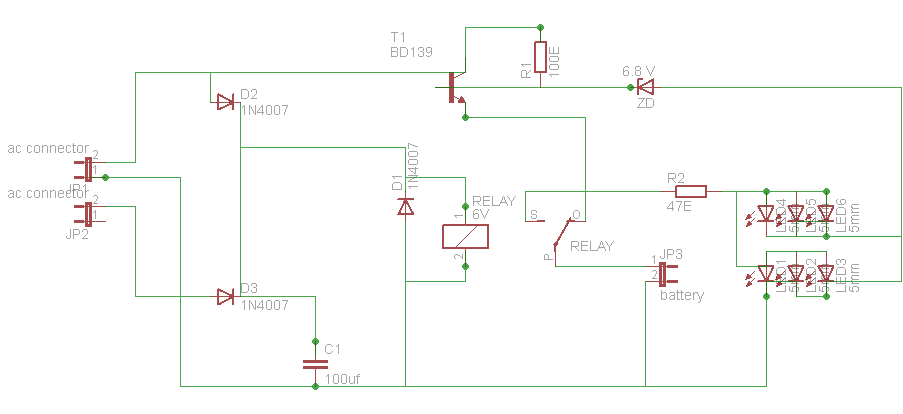 T1
BD139
R1
100E
6.8 V
ZD
D2
1N4007
ac connector
2
1
JP1
ac connector
2
1
JP2
D1
1N4007
RELAY
6V
1
2
R2
47E
S
O
P
RELAY
JP3
1
2
battery
LED4
5mm
LED5
5mm
LED6
5mm
LED1
5mm
LED2
5mm
LED3
5mm
D3
1N4007
C1
100uf